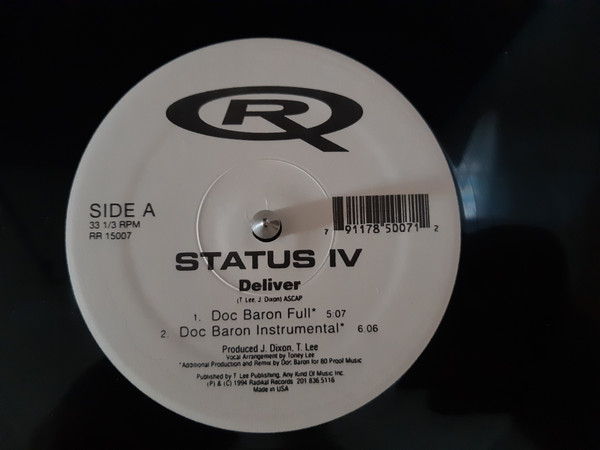 R
SIDE A
33 1/3 RPM
RR 15007
7 91178 50071 2
STATUS IV
Deliver
(T. Lee, J. Dixon) ASCAP
1. Doc Baron Full* 5:07
2. Doc Baron Instrumental* 6:06
Produced J. Dixon, T. Lee
Vocal Arrangement by Toney Lee
*Additional Production and Remix by Doc Baron for 80 Proof Music
Published by T. Lee Publishing, Any Kind Of Music Inc.
(P) & (C) 1994 Radikal Records 201.836.5116
Made in USA